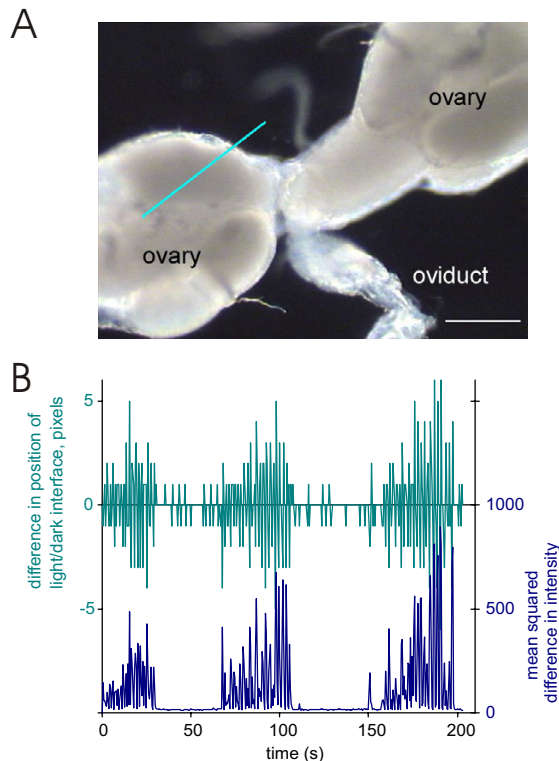 A
ovary
ovary
oviduct
B
difference in position of
light/dark interface, pixels
5
0
-5
1000
500
0
mean squared
difference in intensity
0
50
100
150
200
time (s)